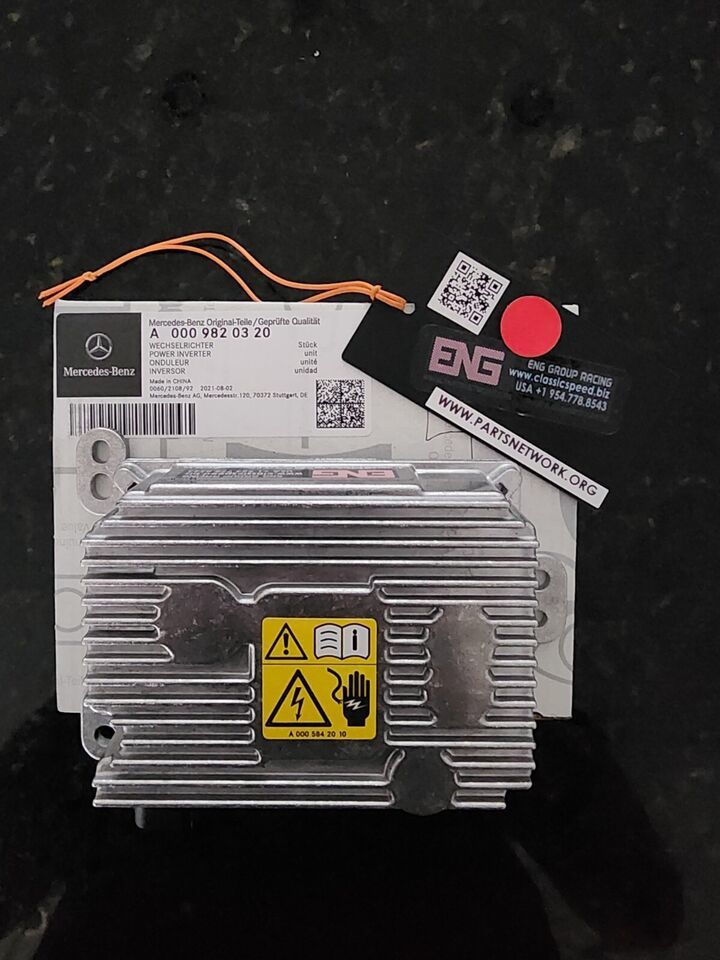 Mercedes-Benz
Mercedes-Benz Original-Teile/Geprüfte Qualität
A 000 982 03 20
WECHSELRICHTER Stück
POWER INVERTER unit
ONDULEUR unité
INVERSOR unidad
Made in CHINA
0060/2108/92 2021-08-02
Mercedes-Benz AG, Mercedesstr.120, 70372 Stuttgart, DE
ENG
ENG GROUP RACING
www.classicspeed.biz
USA +1 954.778.8543
WWW.PARTSNETWORK.ORG
ENG
A 000 584 20 10